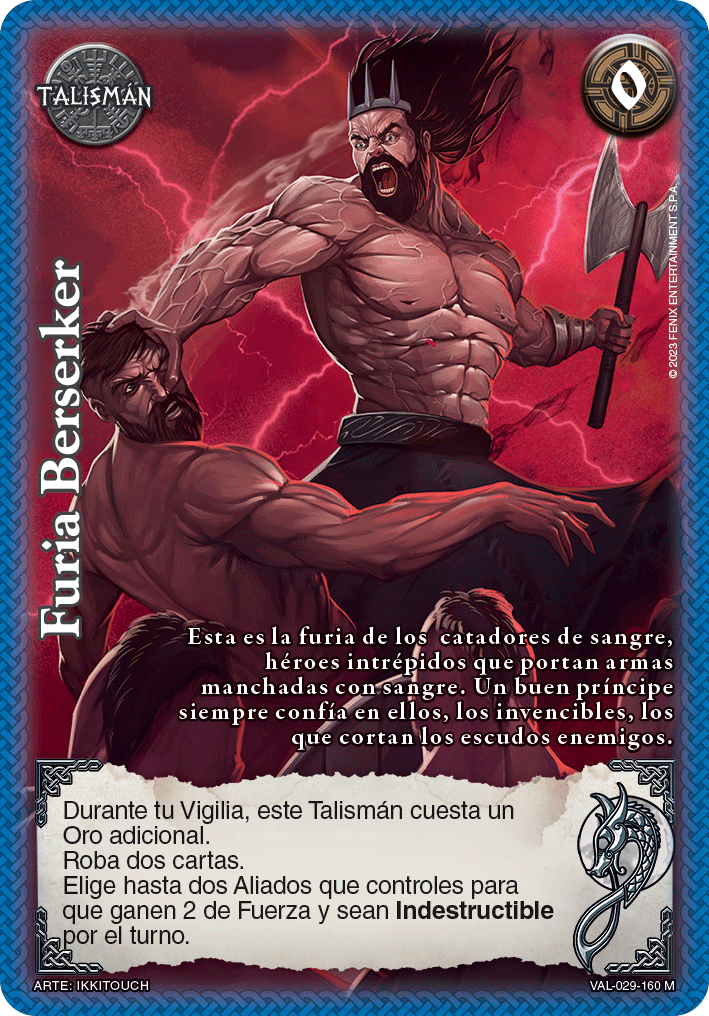 TALISMÁN
0
© 2023 FENIX ENTERTAINMENT S.P.A.
Furia Berserker
Esta es la furia de los catadores de sangre,
héroes intrépidos que portan armas
manchadas con sangre. Un buen príncipe
siempre confía en ellos, los invencibles, los
que cortan los escudos enemigos.
Durante tu Vigilia, este Talismán cuesta un
Oro adicional.
Roba dos cartas.
Elige hasta dos Aliados que controles para
que ganen 2 de Fuerza y sean Indestructible
por el turno.
ARTE: IKKITOUCH
VAL-029-160 M